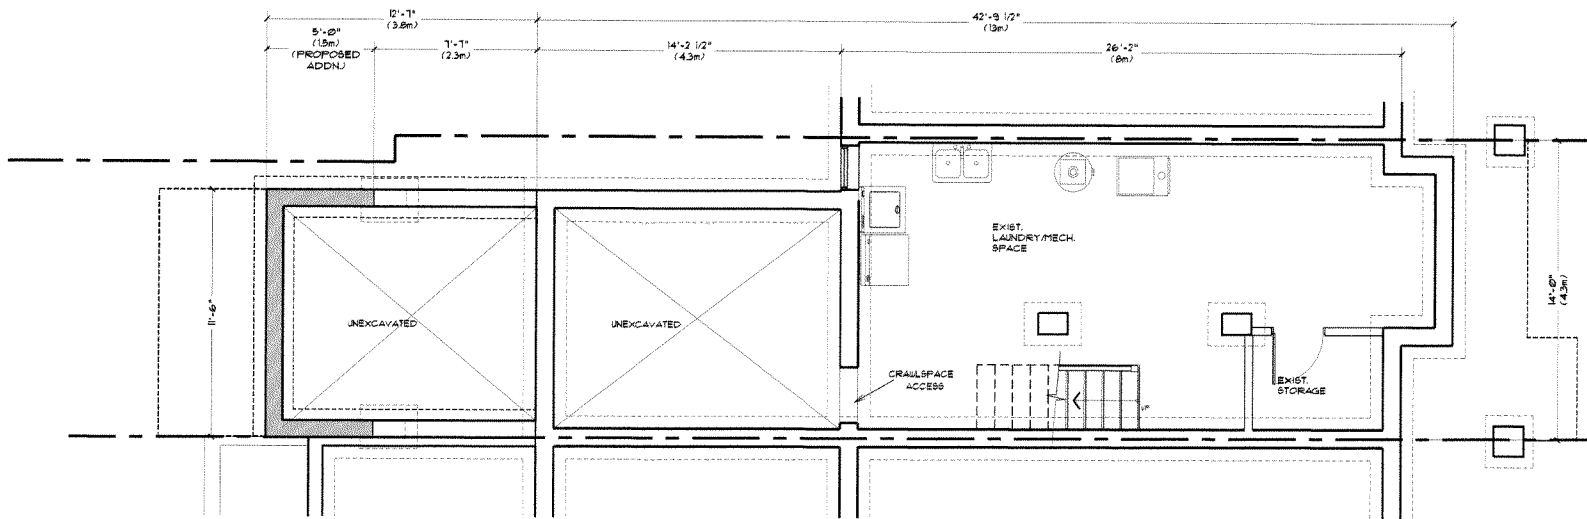 12'-7"
(3.8m)
42'-9 1/2"
(13m)
5'-0"
(1.5m)
(PROPOSED
ADDN.)
7'-7"
(2.3m)
14'-2 1/2"
(4.3m)
26'-2"
(8m)
EXIST.
LAUNDRY/MECH.
SPACE
11'-6"
14'-0"
(4.3m)
UNEXCAVATED
UNEXCAVATED
CRAWLSPACE
ACCESS
EXIST.
STORAGE
UP